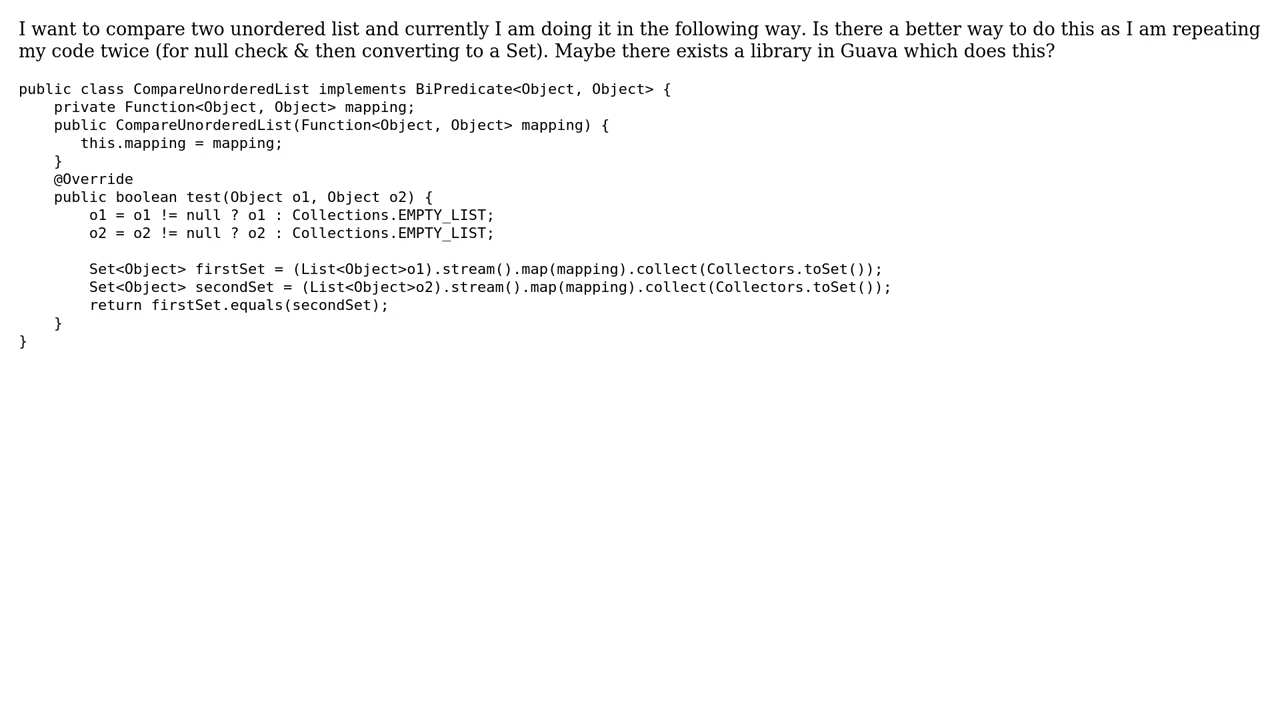 I want to compare two unordered list and currently I am doing it in the following way. Is there a better way to do this as I am repeating
my code twice (for null check & then converting to a Set). Maybe there exists a library in Guava which does this?
public class CompareUnorderedList implements BiPredicate<Object, Object> {
    private Function<Object, Object> mapping;
    public CompareUnorderedList(Function<Object, Object> mapping) {
       this.mapping = mapping;
    }
    @Override
    public boolean test(Object o1, Object o2) {
        o1 = o1 != null ? o1 : Collections.EMPTY_LIST;
        o2 = o2 != null ? o2 : Collections.EMPTY_LIST;

        Set<Object> firstSet = (List<Object>o1).stream().map(mapping).collect(Collectors.toSet());
        Set<Object> secondSet = (List<Object>o2).stream().map(mapping).collect(Collectors.toSet());
        return firstSet.equals(secondSet);
    }
}